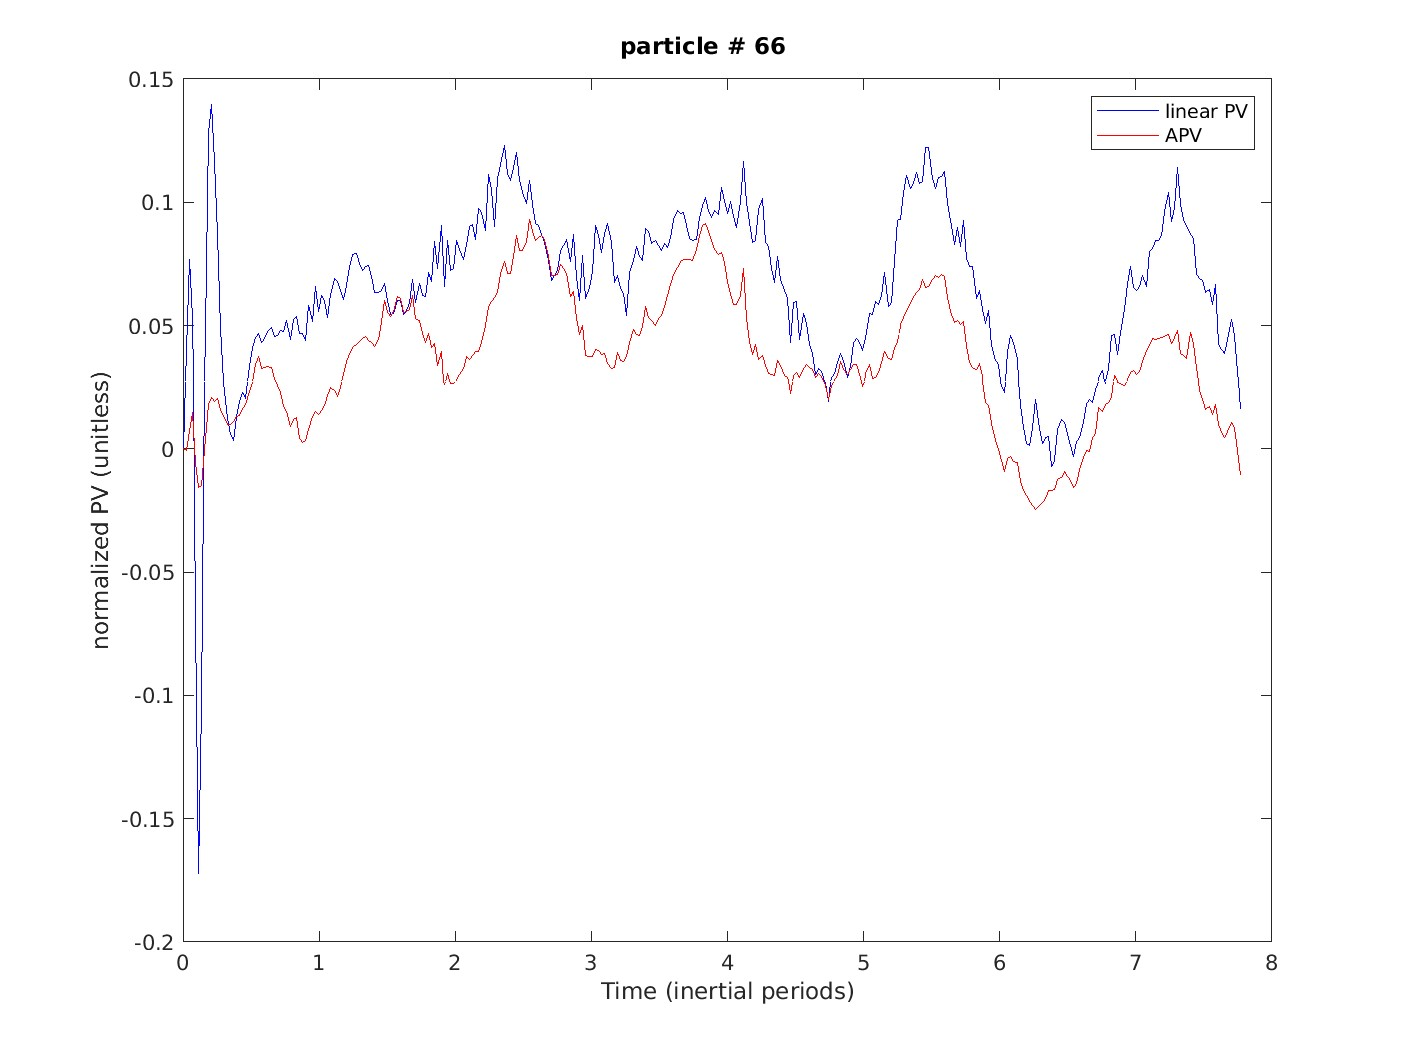 particle # 66
linear PV
APV
0.15
0.1
0.05
0
-0.05
-0.1
-0.15
-0.2
normalized PV (unitless)
0 1 2 3 4 5 6 7 8
Time (inertial periods)